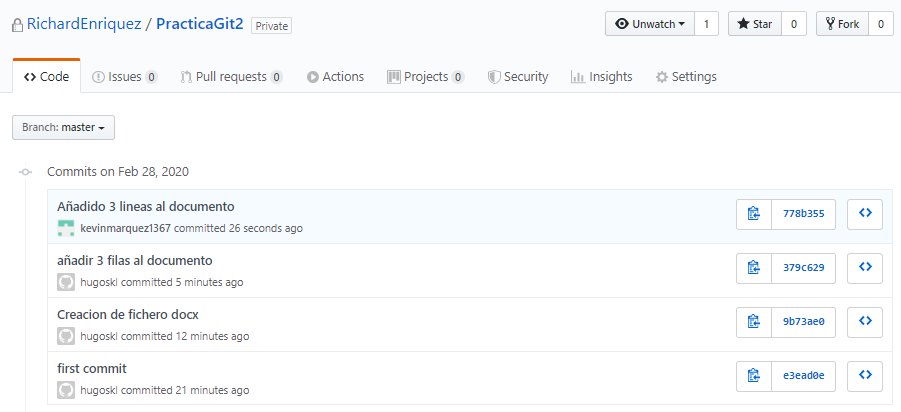 RichardEnriquez / PracticaGit2 Private Unwatch 1 Star 0 Fork 0
Code Issues 0 Pull requests 0 Actions Projects 0 Security Insights Settings
Branch: master
Commits on Feb 28, 2020
Añadido 3 lineas al documento
kevinmarquez1367 committed 26 seconds ago
778b355
añadir 3 filas al documento
hugoskl committed 5 minutes ago
379c629
Creacion de fichero docx
hugoskl committed 12 minutes ago
9b73ae0
first commit
hugoskl committed 21 minutes ago
e3ead0e